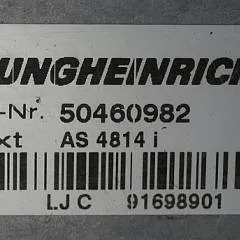 JUNGHEINRICH
-Nr. 50460982
xt AS 4814 i
LJC 91698901